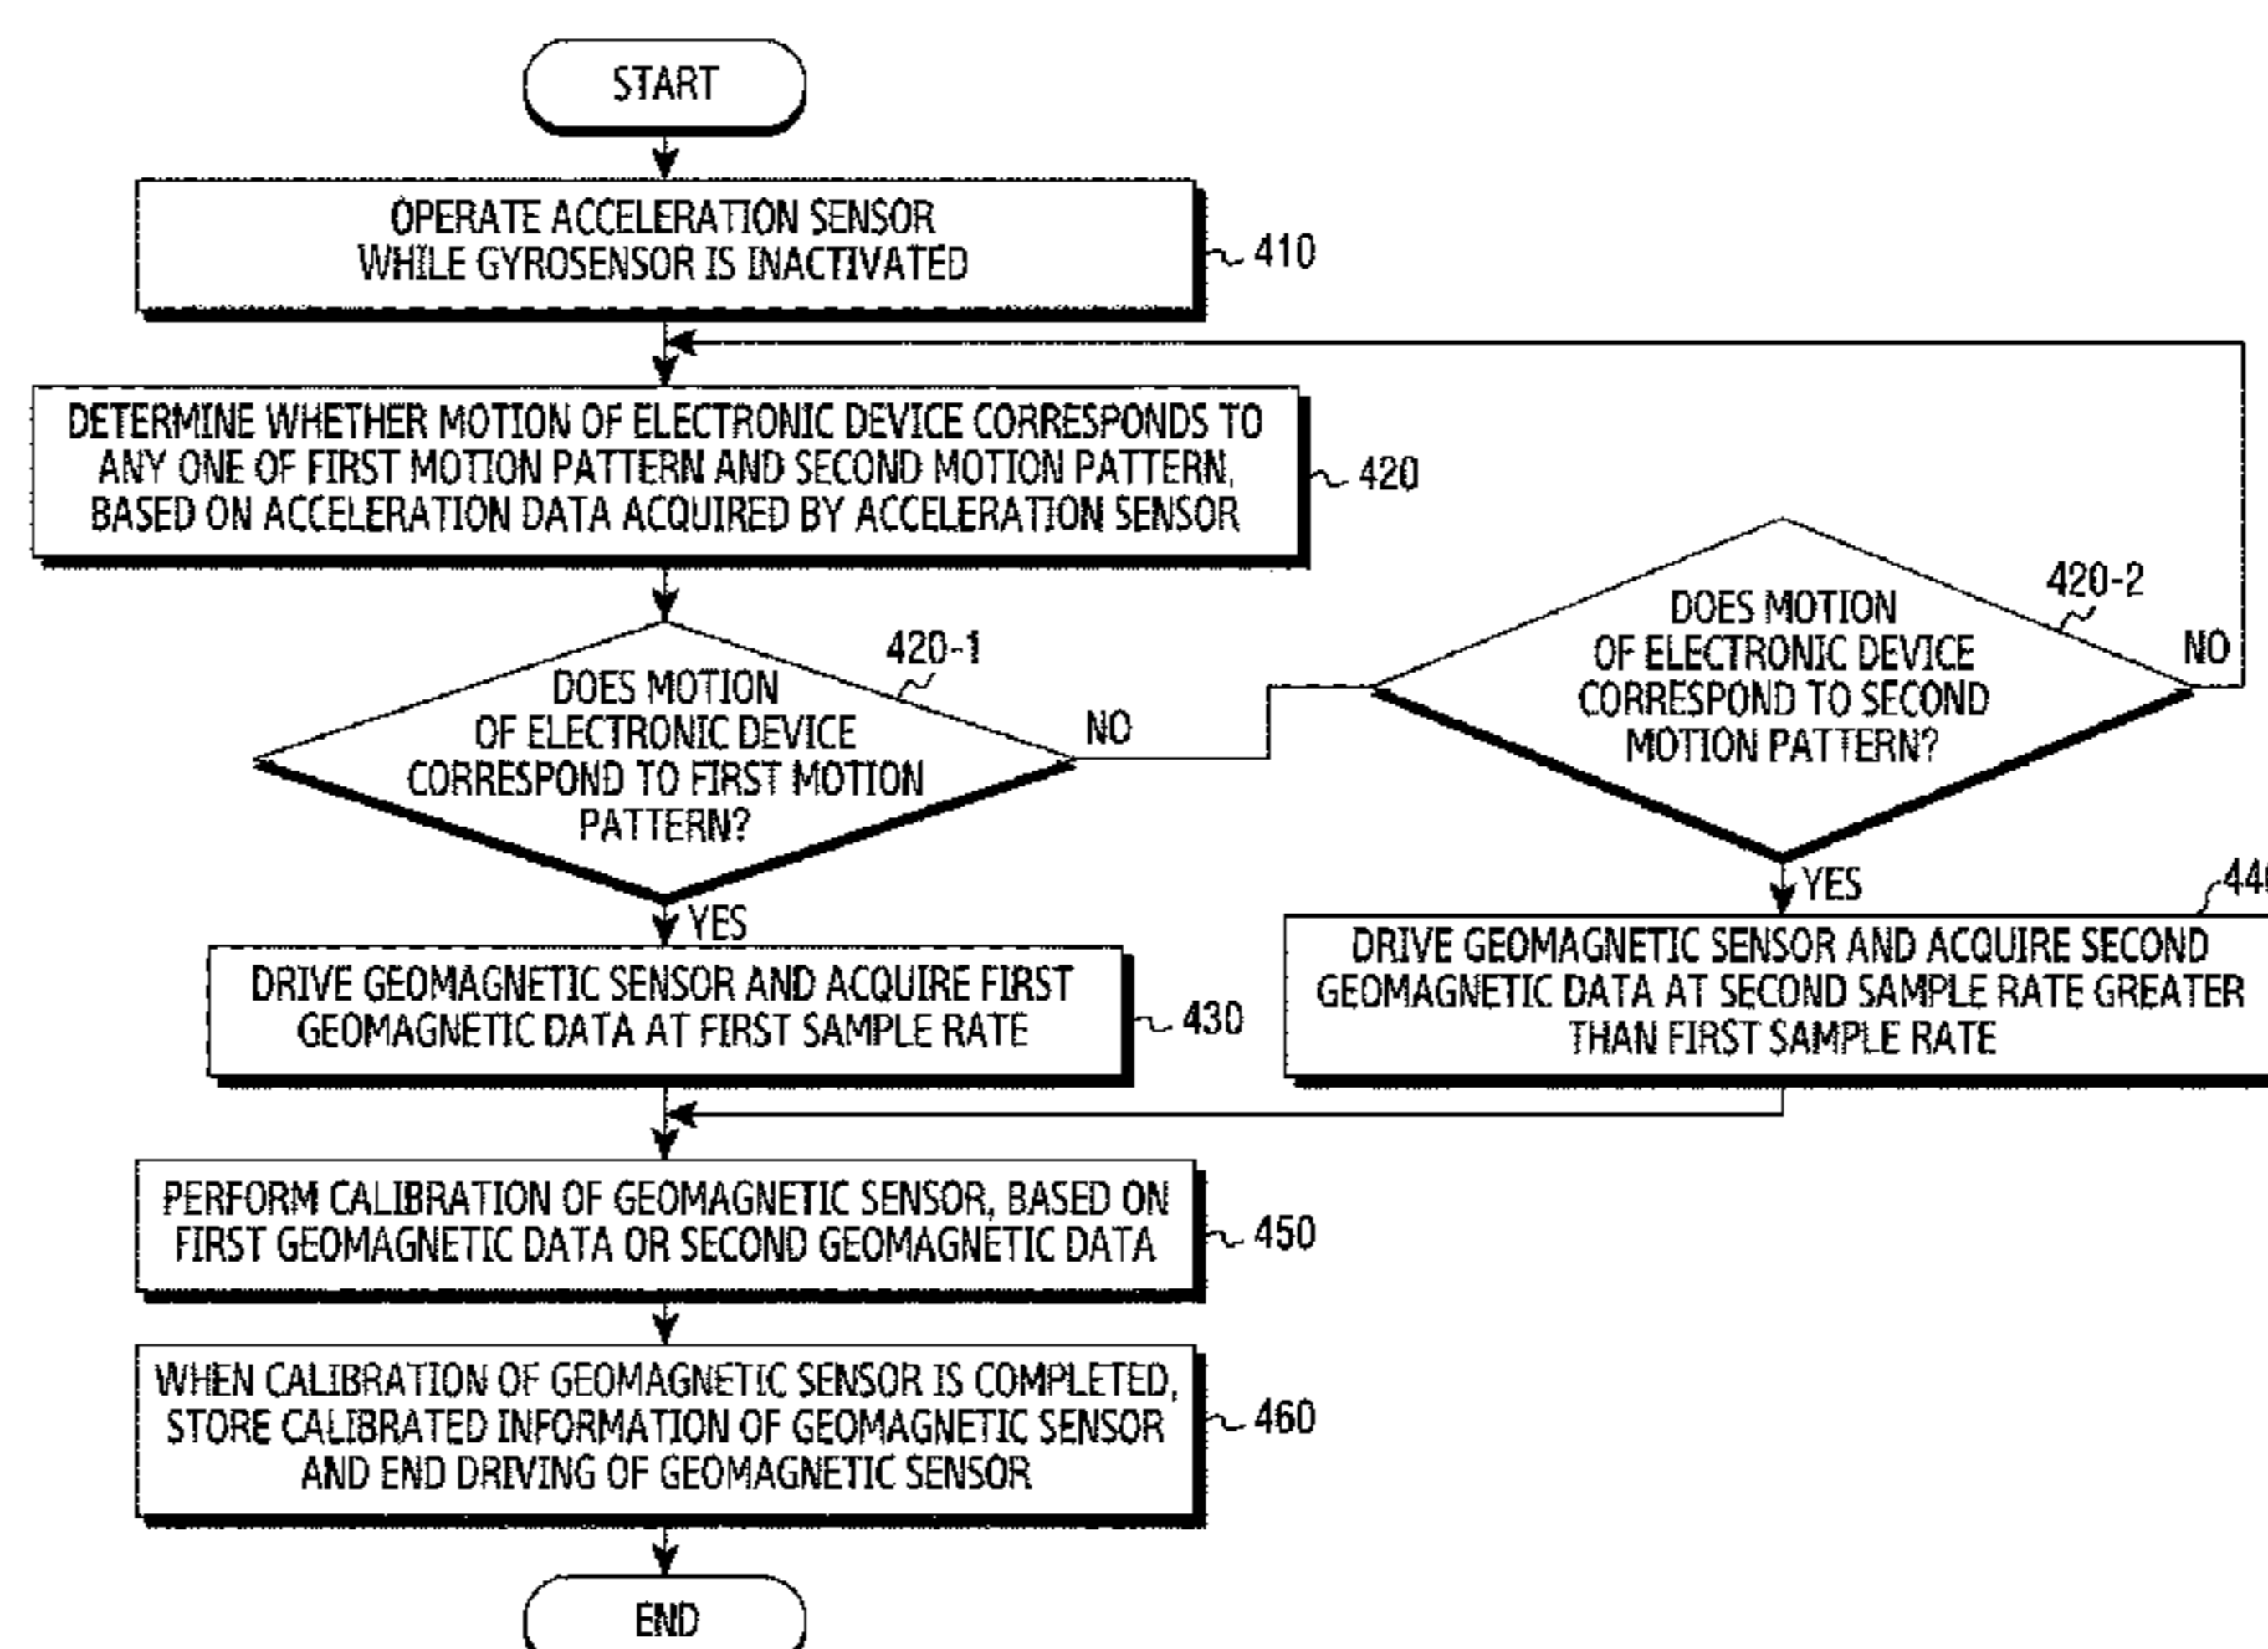 START
OPERATE ACCELERATION SENSOR
WHILE GYROSENSOR IS INACTIVATED
410
DETERMINE WHETHER MOTION OF ELECTRONIC DEVICE CORRESPONDS TO
ANY ONE OF FIRST MOTION PATTERN AND SECOND MOTION PATTERN,
BASED ON ACCELERATION DATA ACQUIRED BY ACCELERATION SENSOR
420
420-1
DOES MOTION
OF ELECTRONIC DEVICE
CORRESPOND TO FIRST MOTION
PATTERN?
NO
YES
420-2
DOES MOTION
OF ELECTRONIC DEVICE
CORRESPOND TO SECOND
MOTION PATTERN?
NO
YES
DRIVE GEOMAGNETIC SENSOR AND ACQUIRE FIRST
GEOMAGNETIC DATA AT FIRST SAMPLE RATE
430
DRIVE GEOMAGNETIC SENSOR AND ACQUIRE SECOND
GEOMAGNETIC DATA AT SECOND SAMPLE RATE GREATER
THAN FIRST SAMPLE RATE
PERFORM CALIBRATION OF GEOMAGNETIC SENSOR, BASED ON
FIRST GEOMAGNETIC DATA OR SECOND GEOMAGNETIC DATA
450
WHEN CALIBRATION OF GEOMAGNETIC SENSOR IS COMPLETED,
STORE CALIBRATED INFORMATION OF GEOMAGNETIC SENSOR
AND END DRIVING OF GEOMAGNETIC SENSOR
460
END